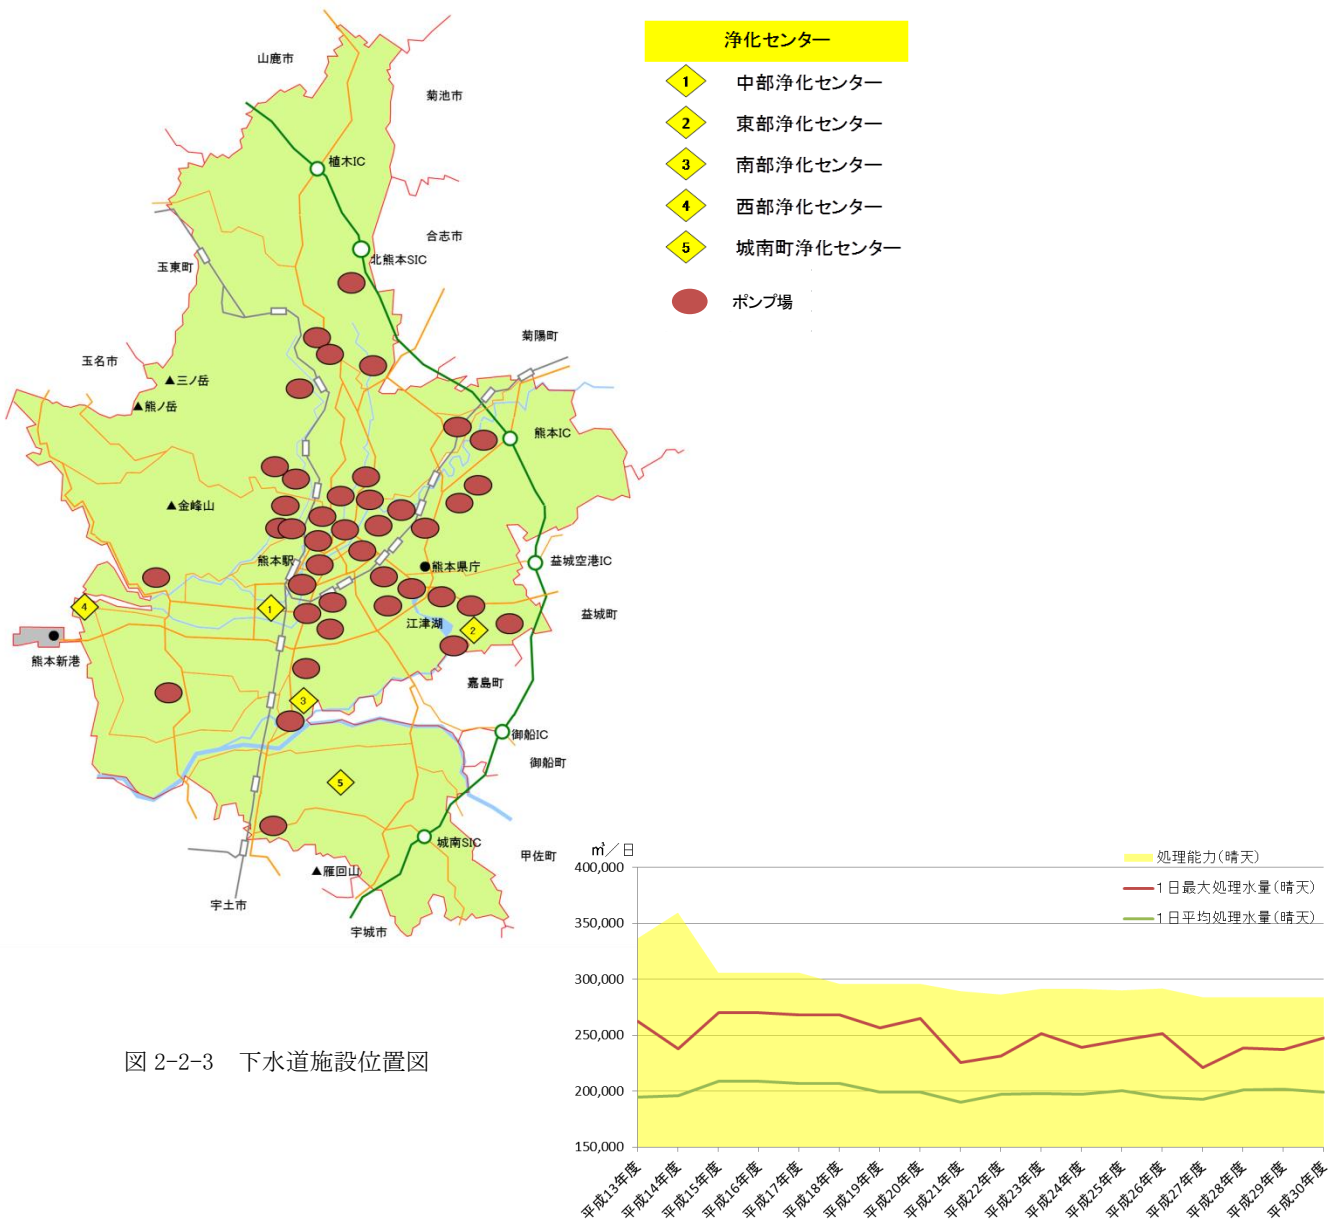 浄化センター
1 中部浄化センター
2 東部浄化センター
3 南部浄化センター
4 西部浄化センター
5 城南町浄化センター
ポンプ場
山鹿市
菊池市
植木IC
合志市
北熊本SIC
玉東町
菊陽町
玉名市
▲三ノ岳
▲熊ノ岳
熊本IC
▲金峰山
熊本駅
●熊本県庁
益城空港IC
4
1
益城町
江津湖
2
熊本新港
嘉島町
3
御船IC
御船町
5
城南SIC
甲佐町
▲雁回山
宇土市
宇城市
図 2-2-3 下水道施設位置図
㎥/日
処理能力(晴天)
1日最大処理水量(晴天)
1日平均処理水量(晴天)
400,000
350,000
300,000
250,000
200,000
150,000
平成13年度
平成14年度
平成15年度
平成16年度
平成17年度
平成18年度
平成19年度
平成20年度
平成21年度
平成22年度
平成23年度
平成24年度
平成25年度
平成26年度
平成27年度
平成28年度
平成29年度
平成30年度